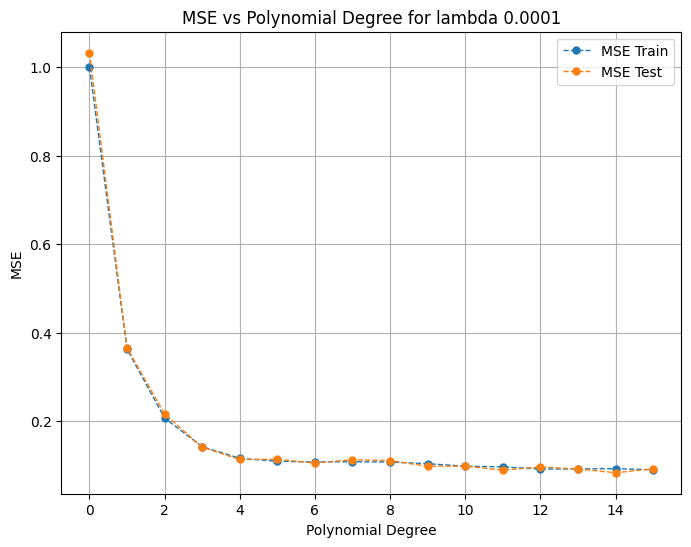 MSE vs Polynomial Degree for lambda 0.0001
MSE Train
MSE Test
MSE
1.0
0.8
0.6
0.4
0.2
0 2 4 6 8 10 12 14
Polynomial Degree